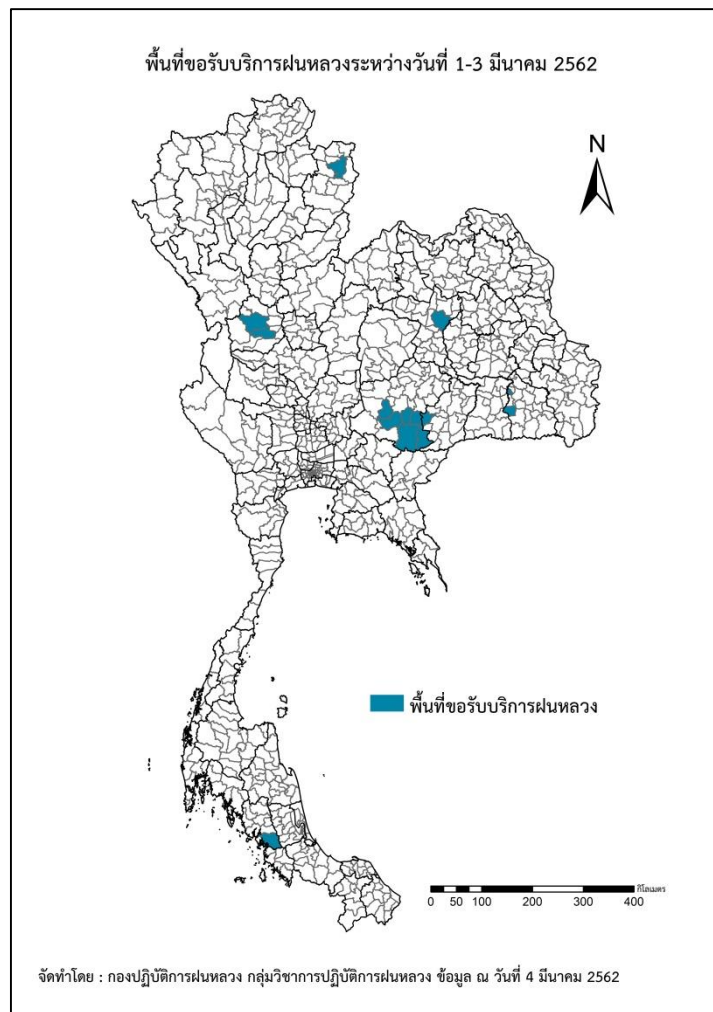 พื้นที่ขอรับบริการฝนหลวงระหว่างวันที่ 1-3 มีนาคม 2562
N
พื้นที่ขอรับบริการฝนหลวง
กิโลเมตร
0 50 100 200 300 400
จัดทำโดย : กองปฏิบัติการฝนหลวง กลุ่มวิชาการปฏิบัติการฝนหลวง ข้อมูล ณ วันที่ 4 มีนาคม 2562